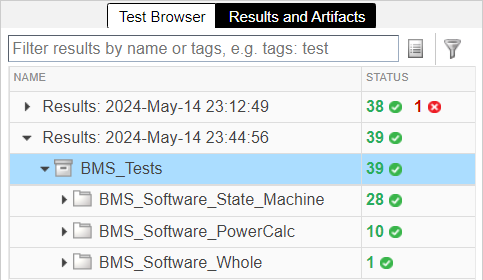 Test Browser Results and Artifacts
Filter results by name or tags, e.g. tags: test
NAME STATUS
Results: 2024-May-14 23:12:49 38 1
Results: 2024-May-14 23:44:56 39
BMS_Tests 39
BMS_Software_State_Machine 28
BMS_Software_PowerCalc 10
BMS_Software_Whole 1